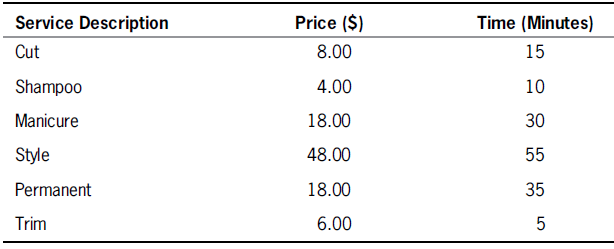 Service Description Price ($) Time (Minutes)
Cut 8.00 15
Shampoo 4.00 10
Manicure 18.00 30
Style 48.00 55
Permanent 18.00 35
Trim 6.00 5